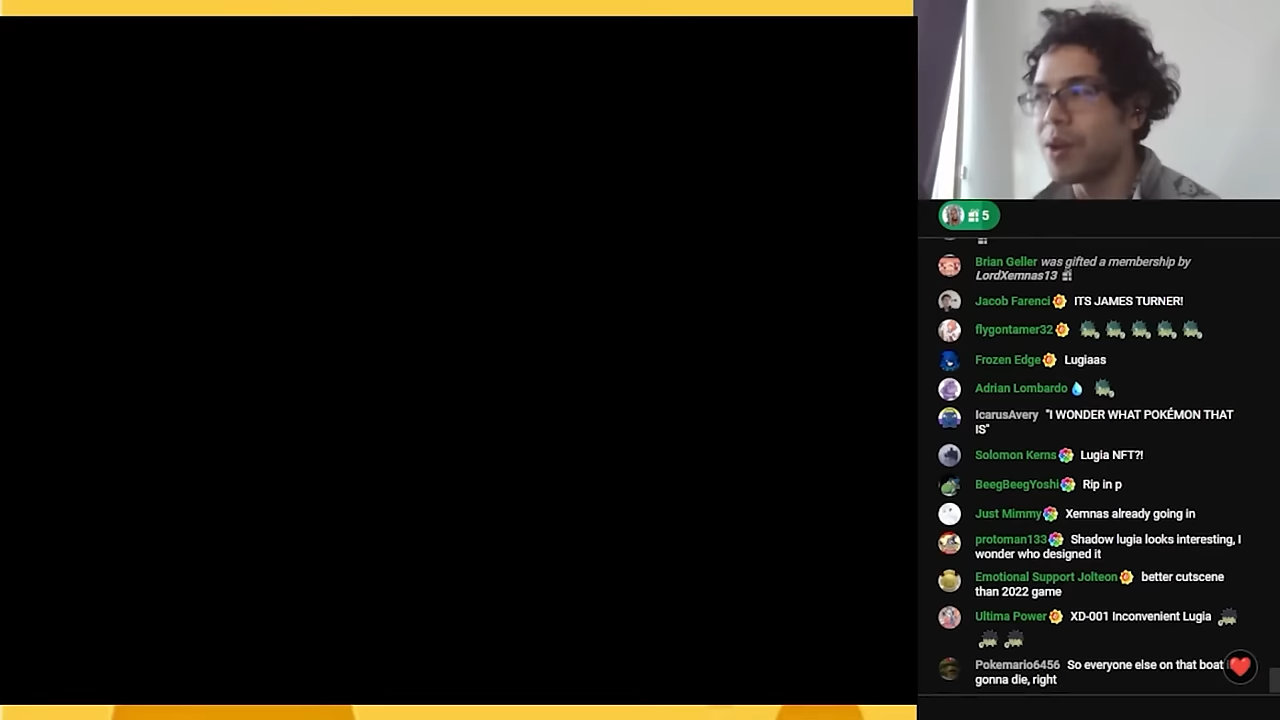 5
Brian Geller was gifted a membership by
LordXemnas13
Jacob Farenci ITS JAMES TURNER!
flygontamer32
Frozen Edge Lugiaas
Adrian Lombardo
IcarusAvery "I WONDER WHAT POKÉMON THAT
IS"
Solomon Kerns Lugia NFT?!
BeegBeegYoshi Rip in p
Just Mimmy Xemnas already going in
protoman133 Shadow lugia looks interesting, I
wonder who designed it
Emotional Support Jolteon better cutscene
than 2022 game
Ultima Power XD-001 Inconvenient Lugia
Pokemario6456 So everyone else on that boat
gonna die, right